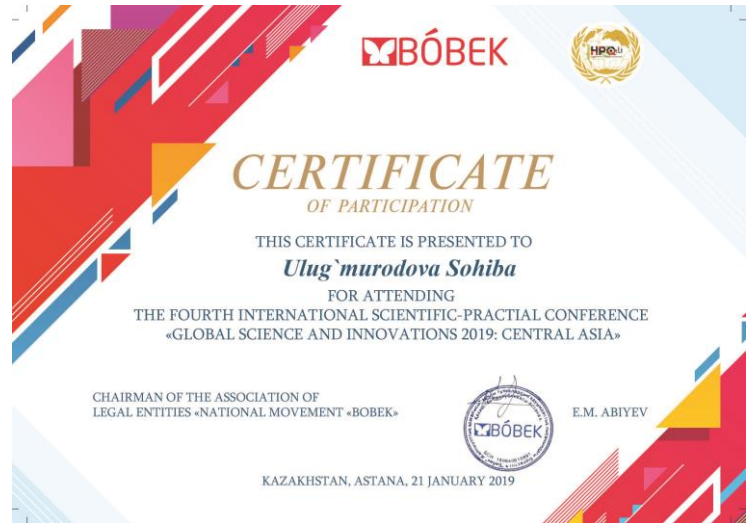 BÓBEK
HPQ
CERTIFICATE
OF PARTICIPATION
THIS CERTIFICATE IS PRESENTED TO
Ulug`murodova Sohiba
FOR ATTENDING
THE FOURTH INTERNATIONAL SCIENTIFIC-PRACTIAL CONFERENCE
«GLOBAL SCIENCE AND INNOVATIONS 2019: CENTRAL ASIA»
CHAIRMAN OF THE ASSOCIATION OF
LEGAL ENTITIES «NATIONAL MOVEMENT «BOBEK»
BÓBEK
E.M. ABIYEV
KAZAKHSTAN, ASTANA, 21 JANUARY 2019